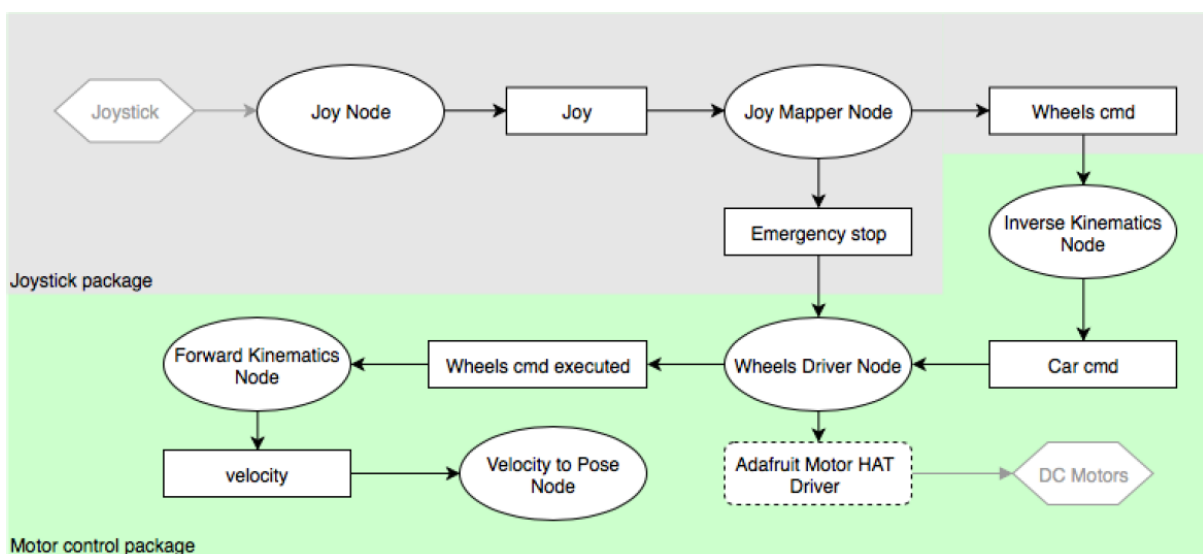 Joystick
Joy Node
Joy
Joy Mapper Node
Wheels cmd
Emergency stop
Inverse Kinematics
Node
Joystick package
Forward Kinematics
Node
Wheels cmd executed
Wheels Driver Node
Car cmd
velocity
Velocity to Pose
Node
Adafruit Motor HAT
Driver
DC Motors
Motor control package